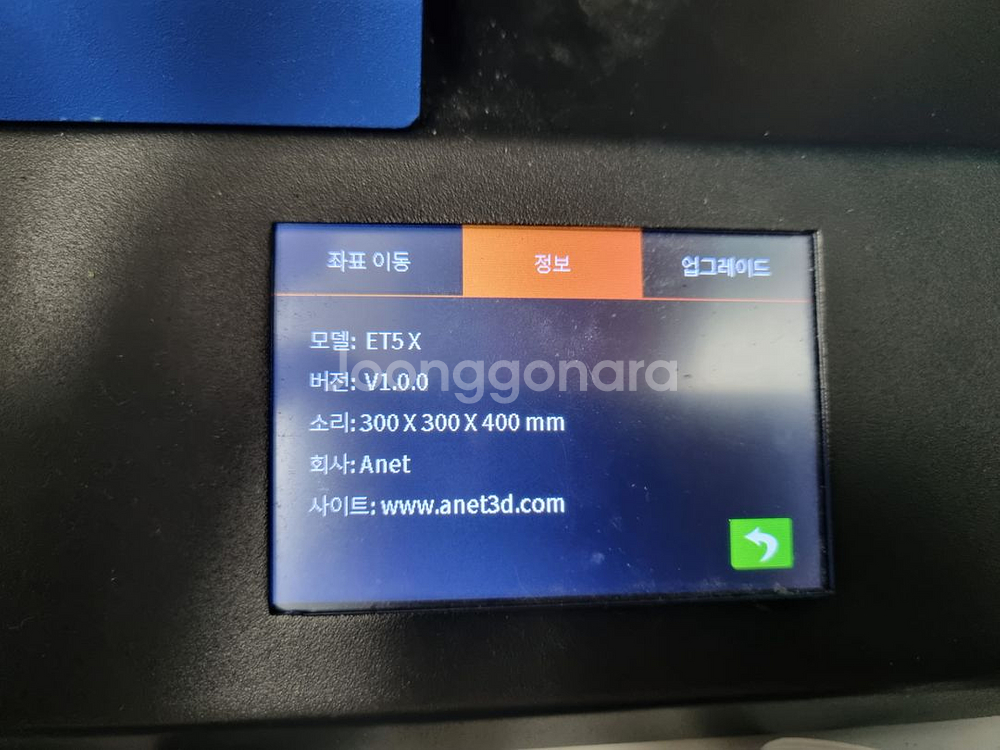 좌표 이동 정보 업그레이드
모델: ET5 X
버전: V1.0.0
소리: 300 X 300 X 400 mm
회사: Anet
사이트: www.anet3d.com
Joonggonara